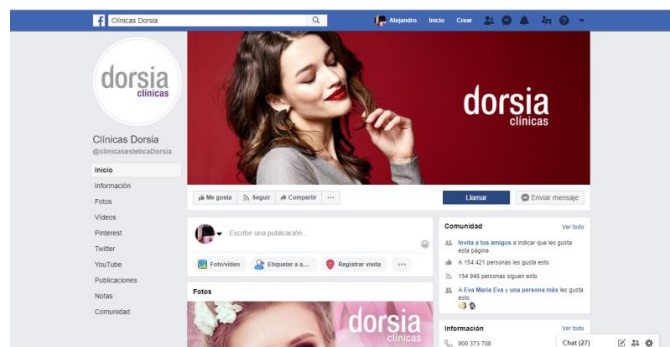 Clínicas Dorsia
Alejandro Inicio Crear
dorsia
clínicas
dorsia
clínicas
Clínicas Dorsia
@clinicasesteticaDorsia
Inicio
Información
Fotos
Vídeos
Pinterest
Twitter
YouTube
Publicaciones
Notas
Comunidad
Me gusta Seguir Compartir ···
Llamar Enviar mensaje
Escribe una publicación...
Foto/vídeo Etiquetar a a... Registrar visita ···
Fotos
dorsia
clínicas
Comunidad Ver todo
Invita a tus amigos a indicar que les gusta
esta página
A 154 421 personas les gusta esto
154 946 personas siguen esto
A Eva Maria Eva y una persona más les gusta
esto
Información Ver todo
900 373 708
Chat (27)